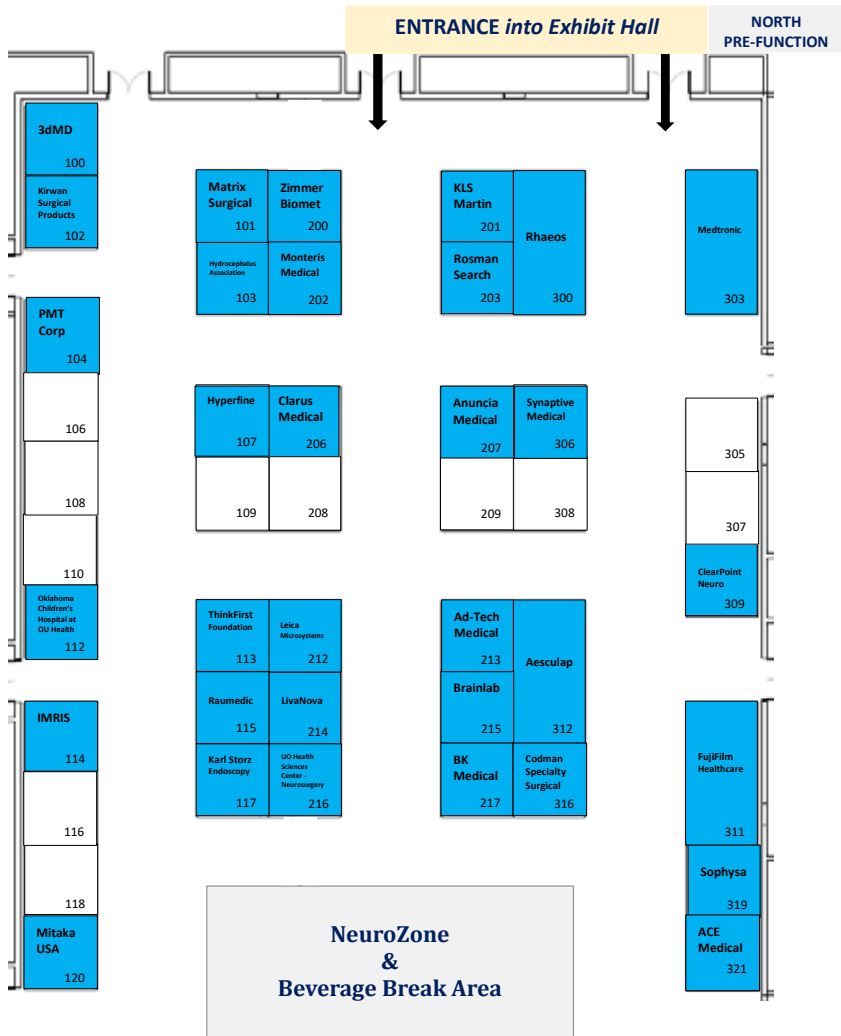 ENTRANCE into Exhibit Hall
NORTH
PRE-FUNCTION
3dMD
100
Kirwan
Surgical
Products
102
Matrix
Surgical
101
Zimmer
Biomet
200
Hydrocephalus
Association
103
Monteris
Medical
202
KLS
Martin
201
Rosman
Search
203
Rhaeos
300
Medtronic
303
PMT
Corp
104
106
108
110
Oklahoma
Children's
Hospital at
OU Health
112
Hyperfine
107
Clarus
Medical
206
109
208
Anuncia
Medical
207
Synaptive
Medical
306
209
308
305
307
ClearPoint
Neuro
309
ThinkFirst
Foundation
113
Leica
Microsystems
212
Raumedic
115
LivaNova
214
Karl Storz
Endoscopy
117
UO Health
Sciences
Center -
Neurosurgery
216
Ad-Tech
Medical
213
Brainlab
215
Aesculap
312
BK
Medical
217
Codman
Specialty
Surgical
316
IMRIS
114
116
118
Mitaka
USA
120
FujiFilm
Healthcare
311
Sophysa
319
ACE
Medical
321
NeuroZone
&
Beverage Break Area